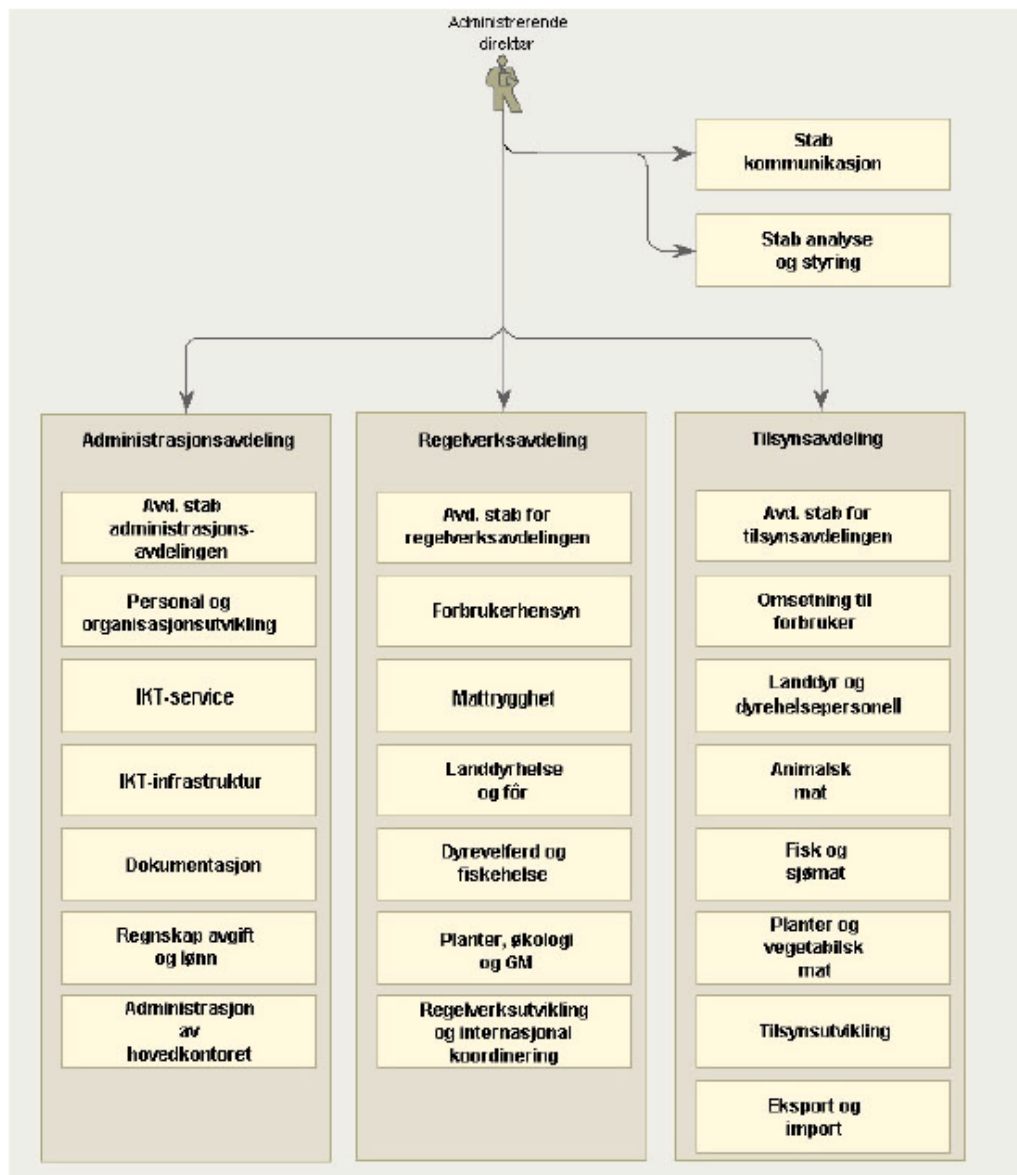 Administrerende
direktør
Stab
kommunikasjon
Stab analyse
og styring
Administrasjonsavdeling
Avd. stab
administrasjons-
avdelingen
Personal og
organisasjonsutvikling
IKT-service
IKT-infrastruktur
Dokumentasjon
Regnskap avgift
og lønn
Administrasjon
av
hovedkontoret
Regelverksavdeling
Avd. stab for
regelverksavdelingen
Forbrukerhensyn
Mattrygghet
Landdyrhelse
og fôr
Dyrevelferd og
fiskehelse
Planter, økologi
og GM
Regelverksutvikling
og internasjonal
koordinering
Tilsynsavdeling
Avd. stab for
tilsynsavdelingen
Omsetning til
forbruker
Landdyr og
dyrehelsepersonell
Animalsk
mat
Fisk og
sjømat
Planter og
vegetabilsk
mat
Tilsynsutvikling
Eksport og
import